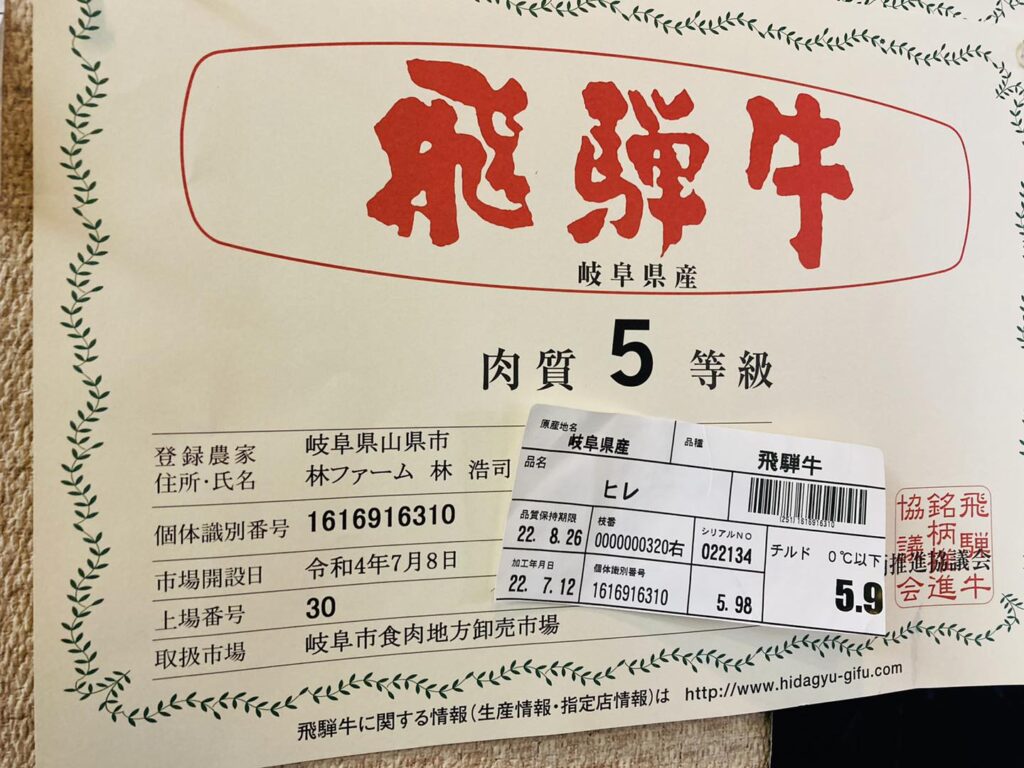 飛騨牛
岐阜県産
肉質 5 等級
登録農家
住所・氏名
岐阜県山県市
林ファーム 林 浩司
個体識別番号 1616916310
市場開設日 令和4年7月8日
上場番号 30
取扱市場 岐阜市食肉地方卸売市場
原産地名
岐阜県産
品種
飛騨牛
品名
ヒレ
(251)1616916310
品質保持期限
22. 8.26
枝番
0000000320右
シリアルNO
022134
チルド 0℃以下
加工年月日
22. 7.12
個体識別番号
1616916310
5.98
5.9
推進協議会
飛騨牛
銘柄推進
協議会
飛騨牛に関する情報(生産情報・指定店情報)は http://www.hidagyu-gifu.com